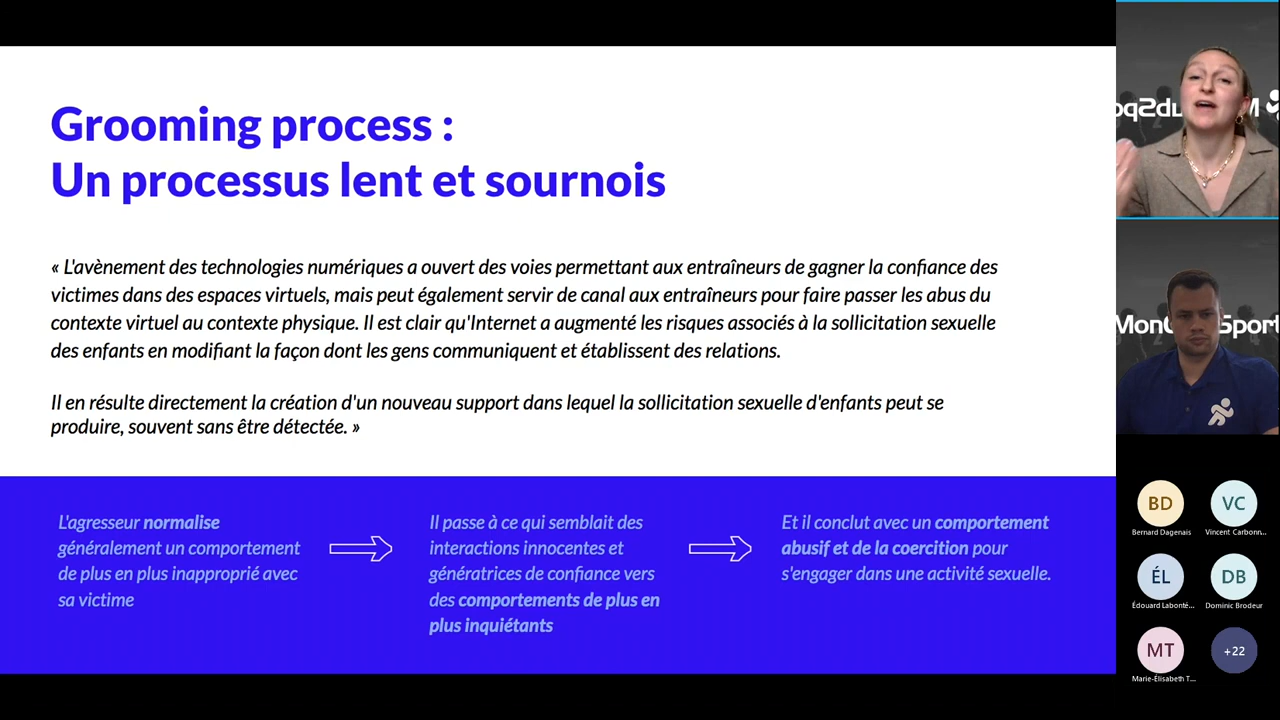 Grooming process :
Un processus lent et sournois
« L'avènement des technologies numériques a ouvert des voies permettant aux entraîneurs de gagner la confiance des
victimes dans des espaces virtuels, mais peut également servir de canal aux entraîneurs pour faire passer les abus du
contexte virtuel au contexte physique. Il est clair qu'Internet a augmenté les risques associés à la sollicitation sexuelle
des enfants en modifiant la façon dont les gens communiquent et établissent des relations.
Il en résulte directement la création d'un nouveau support dans lequel la sollicitation sexuelle d'enfants peut se
produire, souvent sans être détectée. »
L'agresseur normalise
généralement un comportement
de plus en plus inapproprié avec
sa victime
Il passe à ce qui semblait des
interactions innocentes et
génératrices de confiance vers
des comportements de plus en
plus inquiétants
Et il conclut avec un comportement
abusif et de la coercition pour
s'engager dans une activité sexuelle.
BD
Bernard Dagenais
VC
Vincent Carbonn...
ÉL
Édouard Labonté...
DB
Dominic Brodeur
MT
Marie-Élisabeth T...
+22